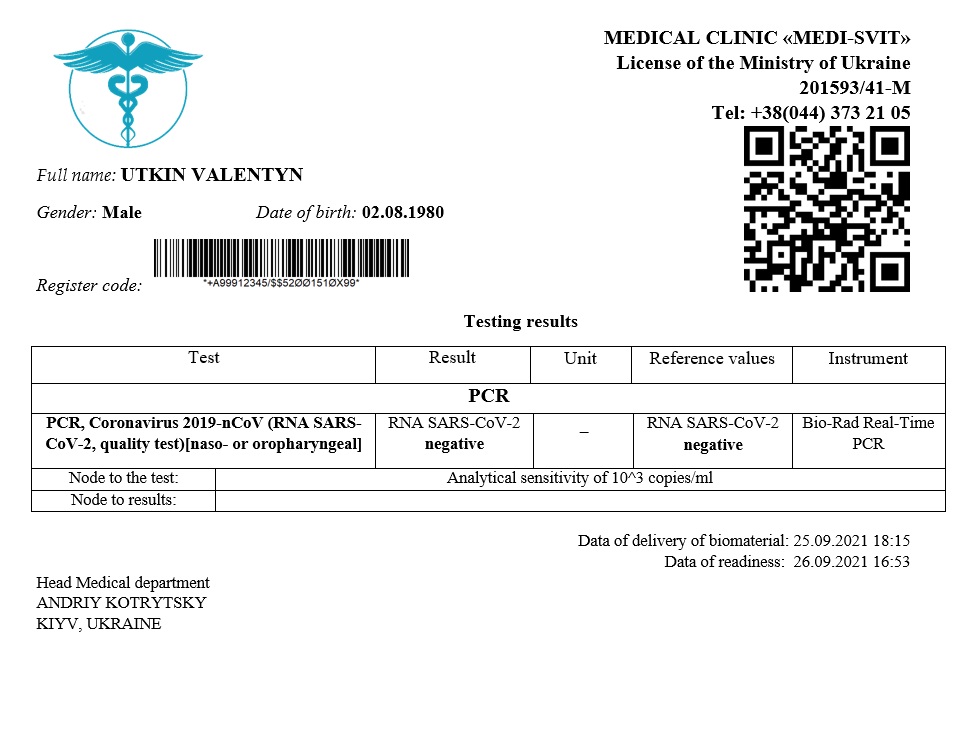 MEDICAL CLINIC «MEDI-SVIT»
License of the Ministry of Ukraine
201593/41-M
Tel: +38(044) 373 21 05
Full name: UTKIN VALENTYN
Gender: Male Date of birth: 02.08.1980
Register code:
*+A99912345/$$52ØØ151ØX99*
Testing results
Test Result Unit Reference values Instrument
PCR
PCR, Coronavirus 2019-nCoV (RNA SARS-
CoV-2, quality test)[naso- or oropharyngeal]
RNA SARS-CoV-2
negative
–
RNA SARS-CoV-2
negative
Bio-Rad Real-Time
PCR
Node to the test: Analytical sensitivity of 10^3 copies/ml
Node to results:
Data of delivery of biomaterial: 25.09.2021 18:15
Data of readiness: 26.09.2021 16:53
Head Medical department
ANDRIY KOTRYTSKY
KIYV, UKRAINE